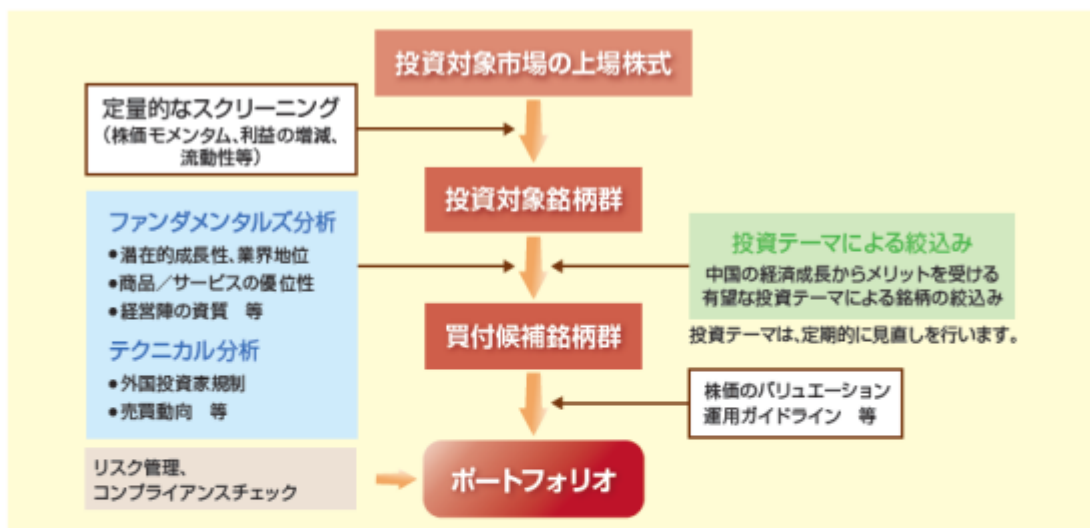 投資対象市場の上場株式
定量的なスクリーニング
（株価モメンタム、利益の増減、
流動性等）
投資対象銘柄群
ファンダメンタルズ分析
●潜在的成長性、業界地位
●商品／サービスの優位性
●経営陣の資質　等
テクニカル分析
●外国投資家規制
●売買動向　等
投資テーマによる絞込み
中国の経済成長からメリットを受ける
有望な投資テーマによる銘柄の絞込み
投資テーマは、定期的に見直しを行います。
買付候補銘柄群
株価のバリュエーション
運用ガイドライン　等
リスク管理、
コンプライアンスチェック
ポートフォリオ